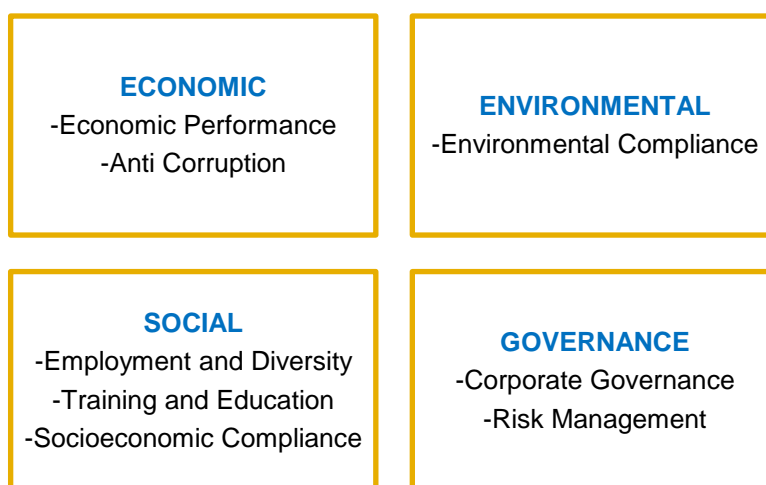 ECONOMIC
-Economic Performance
-Anti Corruption
ENVIRONMENTAL
-Environmental Compliance
SOCIAL
-Employment and Diversity
-Training and Education
-Socioeconomic Compliance
GOVERNANCE
-Corporate Governance
-Risk Management